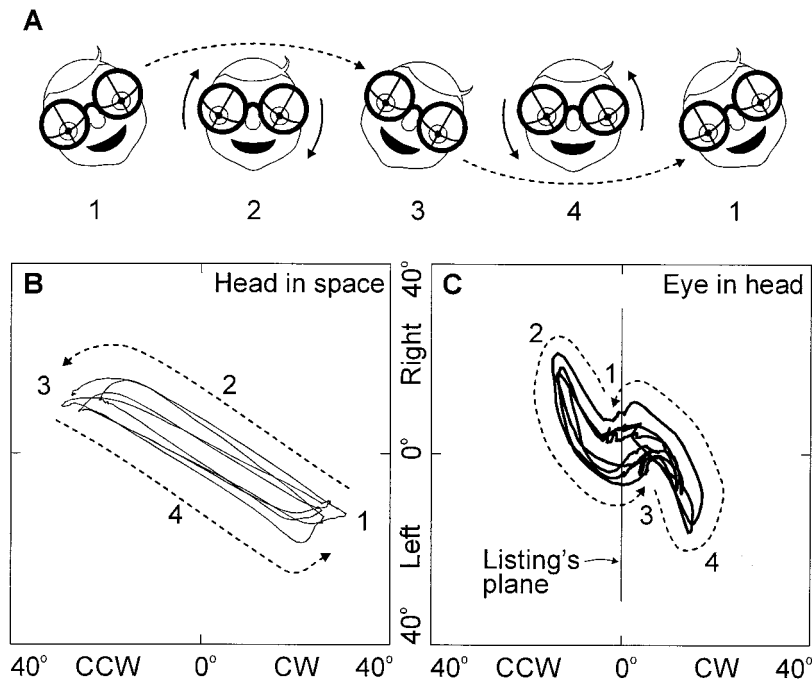 A
1 2 3 4 1
B Head in space
40° Right 0° Left 40°
3 2 4 1
40° CCW 0° CW 40°
C Eye in head
2 1 3 4
Listing's
plane
40° CCW 0° CW 40°